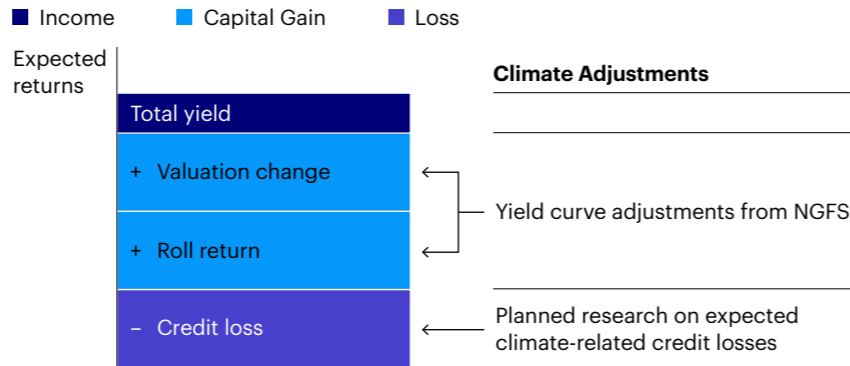 Income
Capital Gain
Loss
Expected
returns
Climate Adjustments
Total yield
+ Valuation change
Yield curve adjustments from NGFS
+ Roll return
– Credit loss
Planned research on expected
climate-related credit losses